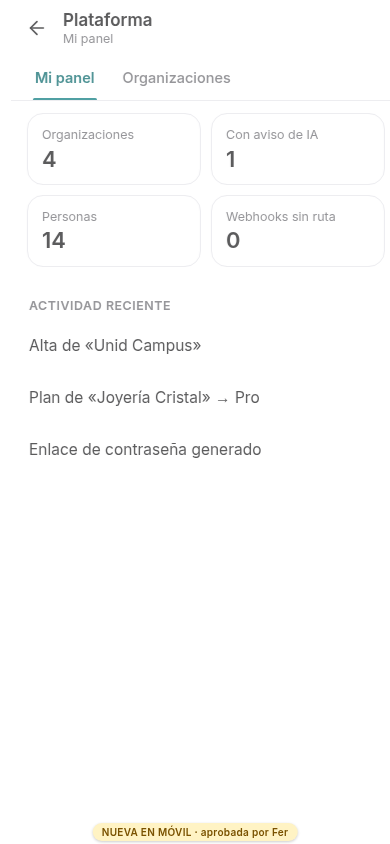 Plataforma
Mi panel
Mi panel
Organizaciones
Organizaciones
4
Con aviso de IA
1
Personas
14
Webhooks sin ruta
0
ACTIVIDAD RECIENTE
Alta de «Unid Campus»
Plan de «Joyería Cristal» → Pro
Enlace de contraseña generado
NUEVA EN MÓVIL · aprobada por Fer